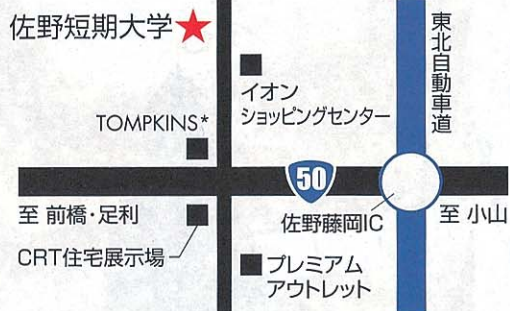 佐野短期大学
東北自動車道
イオン
ショッピングセンター
TOMPKINS*
50
至 前橋・足利
佐野藤岡IC
至 小山
CRT住宅展示場
プレミアム
アウトレット